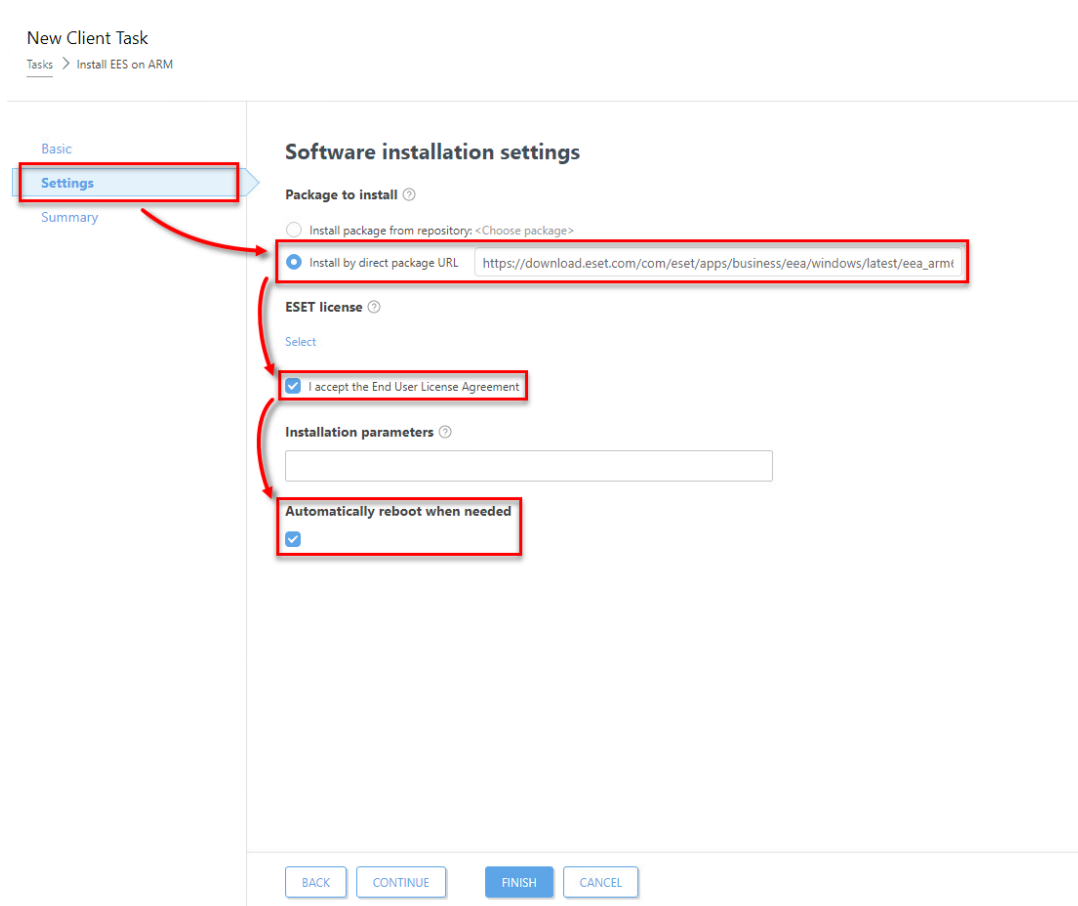 New Client Task
Tasks > Install EES on ARM
Basic
Settings
Summary
Software installation settings
Package to install ?
Install package from repository: <Choose package>
Install by direct package URL https://download.eset.com/com/eset/apps/business/eea/windows/latest/eea_arm
ESET license ?
Select
I accept the End User License Agreement
Installation parameters ?
Automatically reboot when needed
BACK CONTINUE FINISH CANCEL